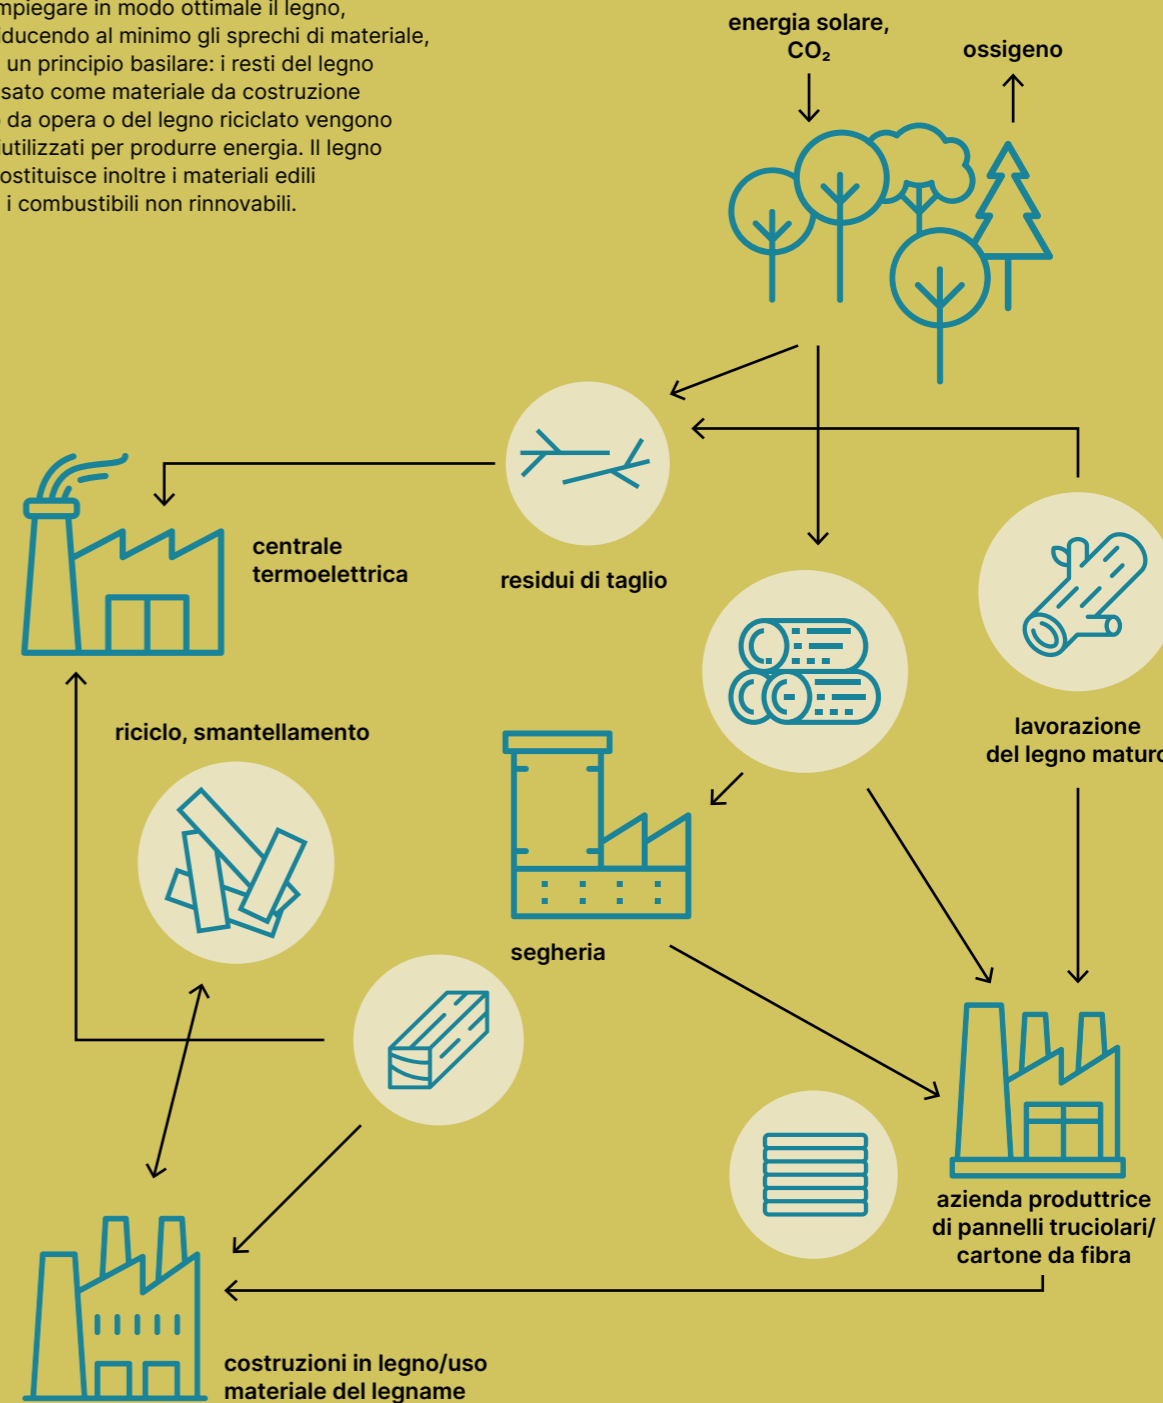 mpiegare in modo ottimale il legno,
iducendo al minimo gli sprechi di materiale,
un principio basilare: i resti del legno
sato come materiale da costruzione
da opera o del legno riciclato vengono
iutilizzati per produrre energia. Il legno
ostituisce inoltre i materiali edili
i combustibili non rinnovabili.
energia solare,
CO₂
ossigeno
centrale
termoelettrica
residui di taglio
lavorazione
del legno maturo
riciclo, smantellamento
segheria
azienda produttrice
di pannelli truciolari/
cartone da fibra
costruzioni in legno/uso
materiale del legname